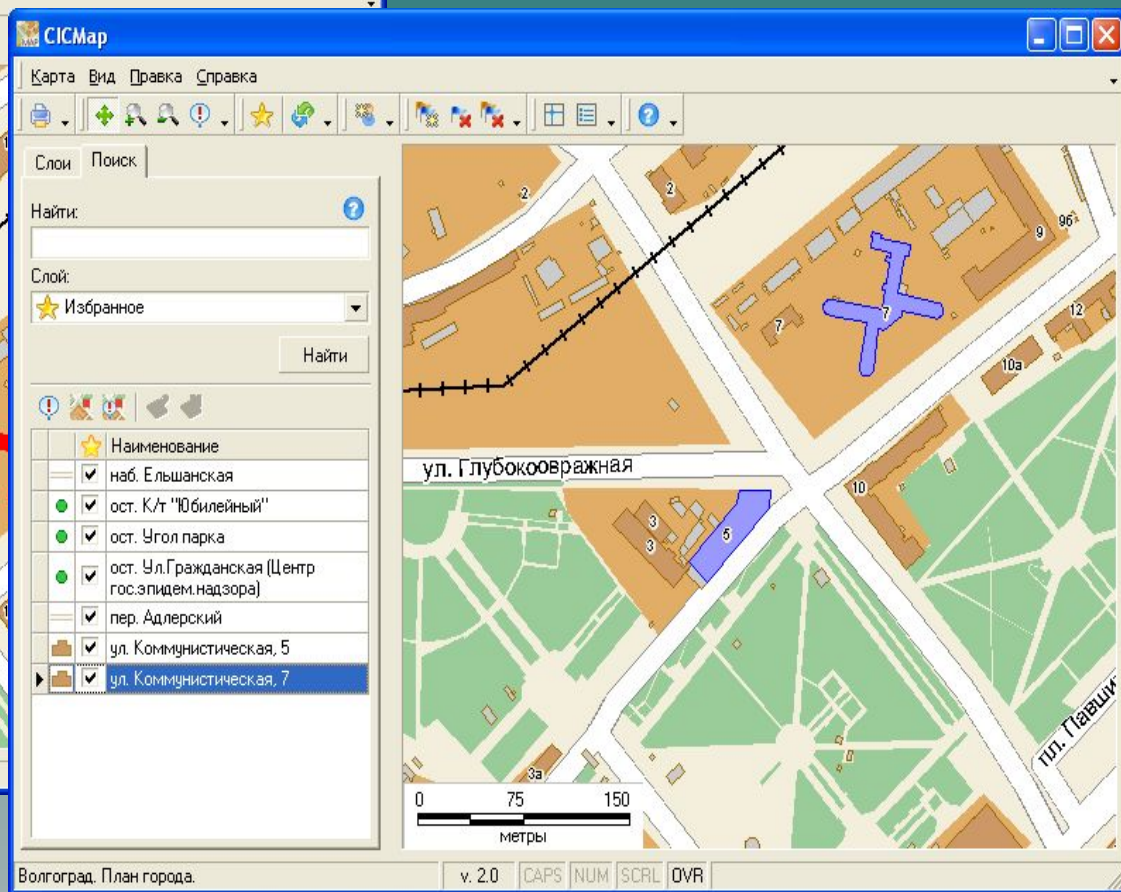 CICMap
Карта Вид Правка Справка
Слои Поиск
Найти:
Слой:
Избранное
Найти
Наименование
наб. Ельшанская
ост. К/т "Юбилейный"
ост. Угол парка
ост. Ул.Гражданская (Центр
гос.эпидем.надзора)
пер. Адлерский
ул. Коммунистическая, 5
ул. Коммунистическая, 7
2
2
9
9б
7
7
12
10а
ул. Глубокоовражная
10
3
3
5
пл. Павши
3а
0 75 150
метры
Волгоград. План города.
v. 2.0 CAPS NUM SCRL OVR